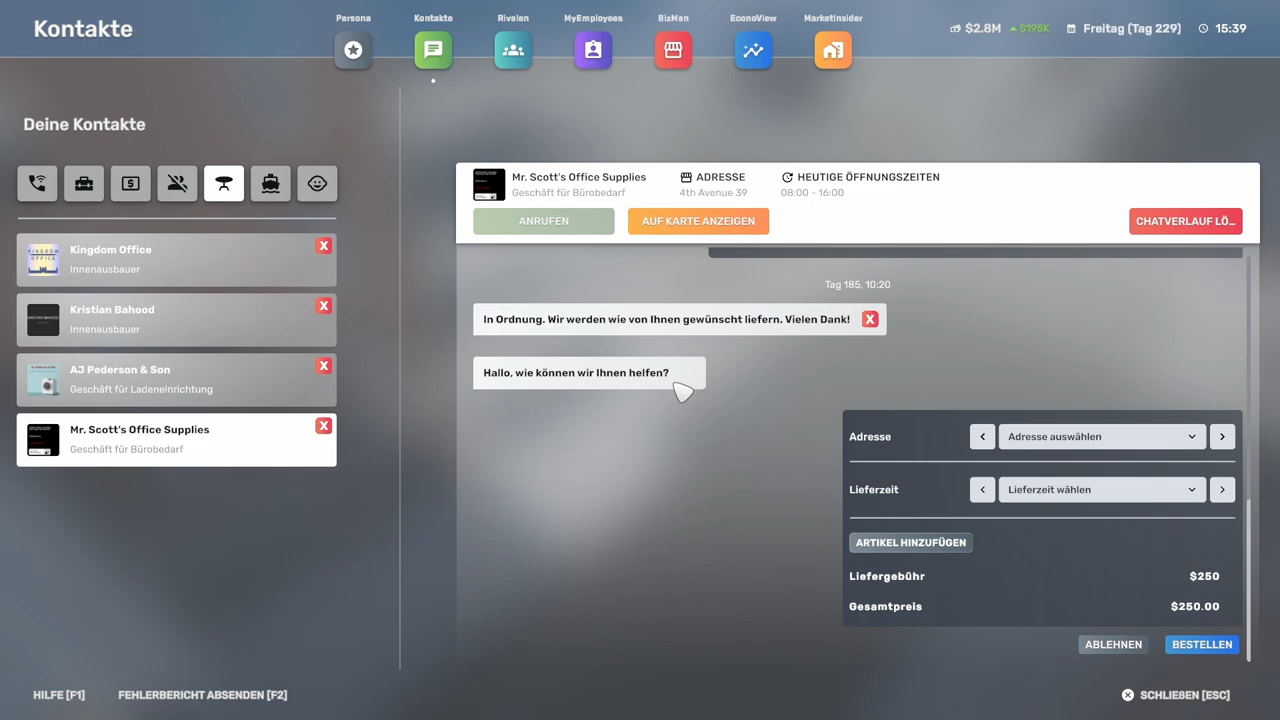 Kontakte
Persona
Kontakte
Rivalen
MyEmployees
BizMan
EconoView
MarketInsider
$2.8M
$195K
Freitag (Tag 229)
15:39
Deine Kontakte
Kingdom Office
Innenausbauer
Kristian Bahood
Innenausbauer
AJ Pederson & Son
Geschäft für Ladeneinrichtung
Mr. Scott's Office Supplies
Geschäft für Bürobedarf
Mr. Scott's Office Supplies
Geschäft für Bürobedarf
ADRESSE
4th Avenue 39
HEUTIGE ÖFFNUNGSZEITEN
08:00 - 16:00
ANRUFEN
AUF KARTE ANZEIGEN
CHATVERLAUF LÖ...
Tag 185, 10:20
In Ordnung. Wir werden wie von Ihnen gewünscht liefern. Vielen Dank!
X
Hallo, wie können wir Ihnen helfen?
Adresse
Adresse auswählen
Lieferzeit
Lieferzeit wählen
ARTIKEL HINZUFÜGEN
Liefergebühr
$250
Gesamtpreis
$250.00
ABLEHNEN
BESTELLEN
HILFE [F1]
FEHLERBERICHT ABSENDEN [F2]
SCHLIEßEN [ESC]